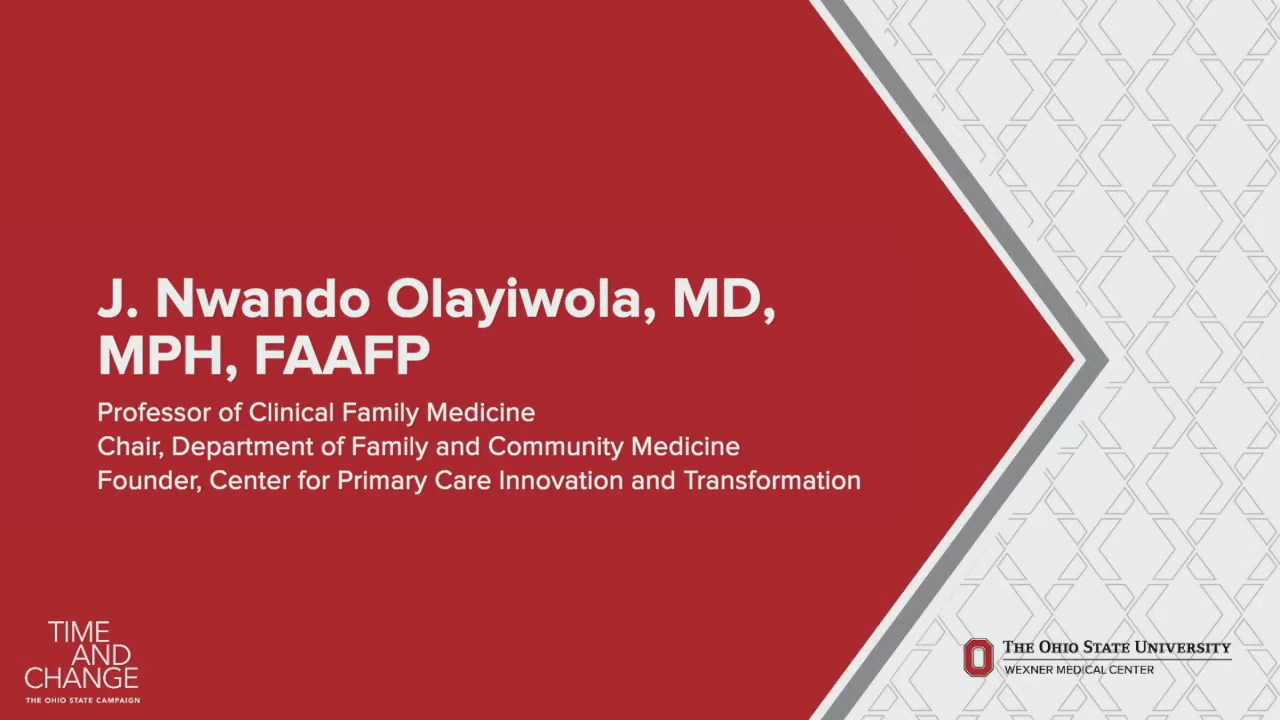 J. Nwando Olayiwola, MD,
MPH, FAAFP
Professor of Clinical Family Medicine
Chair, Department of Family and Community Medicine
Founder, Center for Primary Care Innovation and Transformation
TIME
AND
CHANGE
THE OHIO STATE CAMPAIGN
THE OHIO STATE UNIVERSITY
WEXNER MEDICAL CENTER